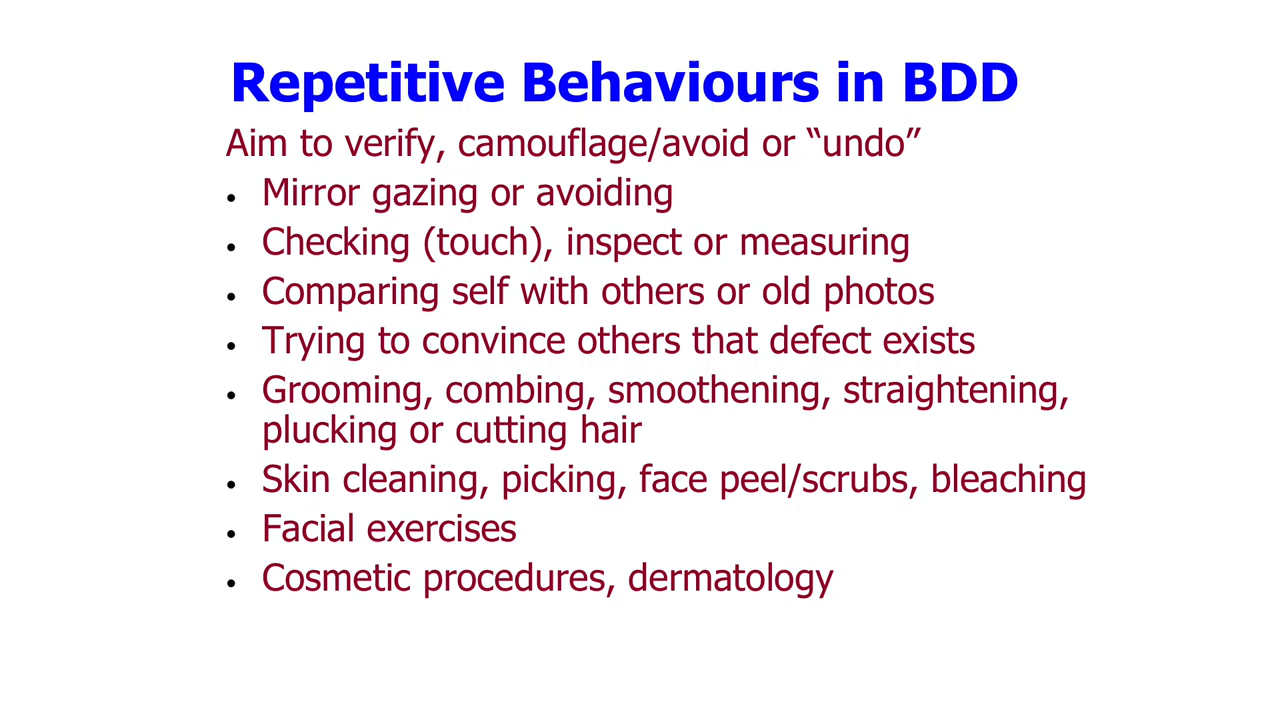 Repetitive Behaviours in BDD
Aim to verify, camouflage/avoid or “undo”
• Mirror gazing or avoiding
• Checking (touch), inspect or measuring
• Comparing self with others or old photos
• Trying to convince others that defect exists
• Grooming, combing, smoothening, straightening,
plucking or cutting hair
• Skin cleaning, picking, face peel/scrubs, bleaching
• Facial exercises
• Cosmetic procedures, dermatology